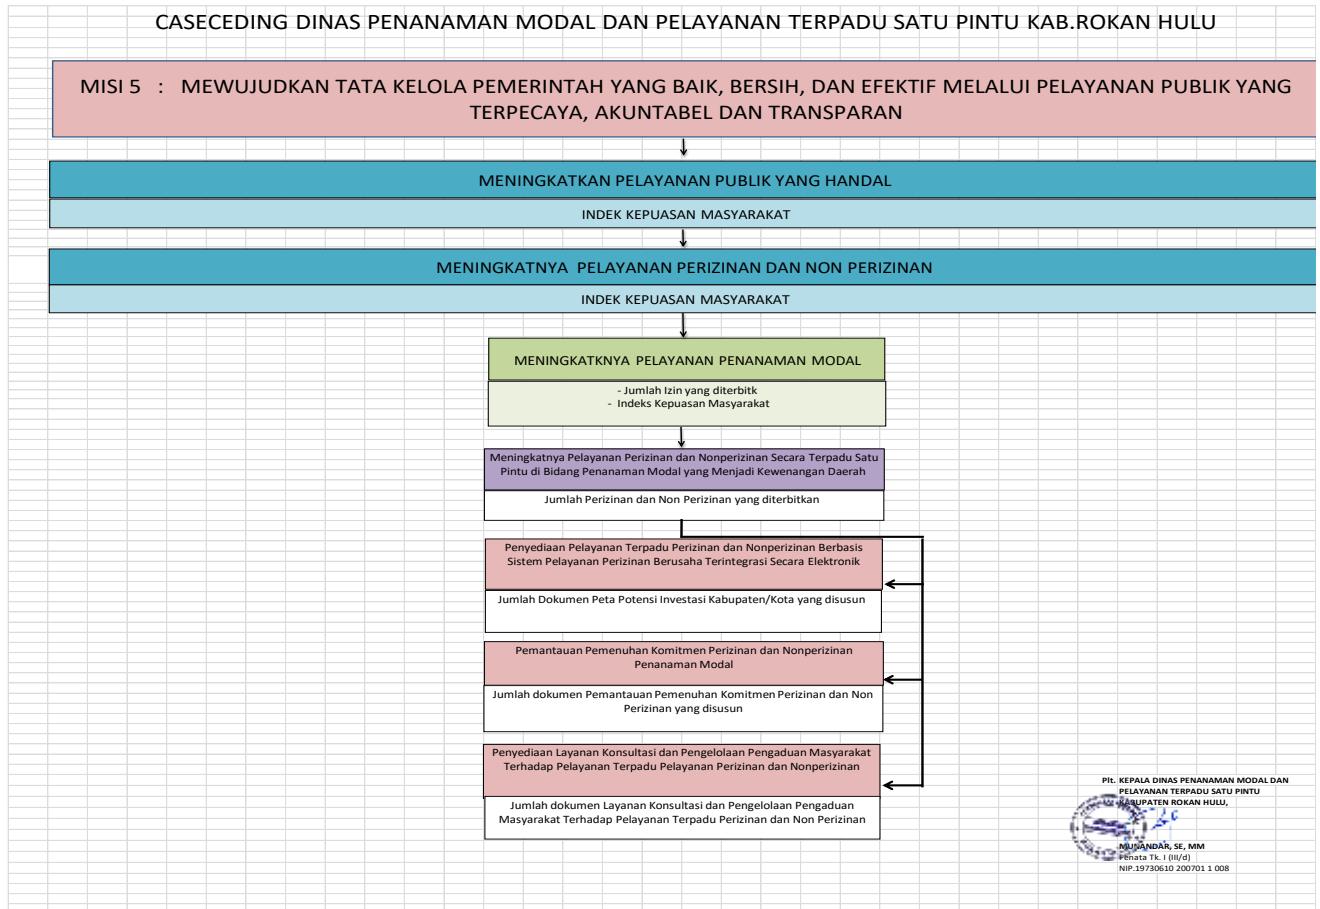 CASECEDING DINAS PENANAMAN MODAL DAN PELAYANAN TERPADU SATU PINTU KAB.ROKAN HULU
MISI 5 : MEWUJUDKAN TATA KELOLA PEMERINTAH YANG BAIK, BERSIH, DAN EFEKTIF MELALUI PELAYANAN PUBLIK YANG
TERPECAYA, AKUNTABEL DAN TRANSPARAN
MENINGKATKAN PELAYANAN PUBLIK YANG HANDAL
INDEK KEPUASAN MASYARAKAT
MENINGKATNYA PELAYANAN PERIZINAN DAN NON PERIZINAN
INDEK KEPUASAN MASYARAKAT
MENINGKATKNYA PELAYANAN PENANAMAN MODAL
- Jumlah Izin yang diterbitk
- Indeks Kepuasan Masyarakat
Meningkatnya Pelayanan Perizinan dan Nonperizinan Secara Terpadu Satu
Pintu di Bidang Penanaman Modal yang Menjadi Kewenangan Daerah
Jumlah Perizinan dan Non Perizinan yang diterbitkan
Penyediaan Pelayanan Terpadu Perizinan dan Nonperizinan Berbasis
Sistem Pelayanan Perizinan Berusaha Terintegrasi Secara Elektronik
Jumlah Dokumen Peta Potensi Investasi Kabupaten/Kota yang disusun
Pemantauan Pemenuhan Komitmen Perizinan dan Nonperizinan
Penanaman Modal
Jumlah dokumen Pemantauan Pemenuhan Komitmen Perizinan dan Non
Perizinan yang disusun
Penyediaan Layanan Konsultasi dan Pengelolaan Pengaduan Masyarakat
Terhadap Pelayanan Terpadu Pelayanan Perizinan dan Nonperizinan
Jumlah dokumen Layanan Konsultasi dan Pengelolaan Pengaduan
Masyarakat Terhadap Pelayanan Terpadu Perizinan dan Non Perizinan
Plt. KEPALA DINAS PENANAMAN MODAL DAN
PELAYANAN TERPADU SATU PINTU
KABUPATEN ROKAN HULU,
MUNANDAR, SE, MM
Penata Tk. I (III/d)
NIP.19730610 200701 1 008